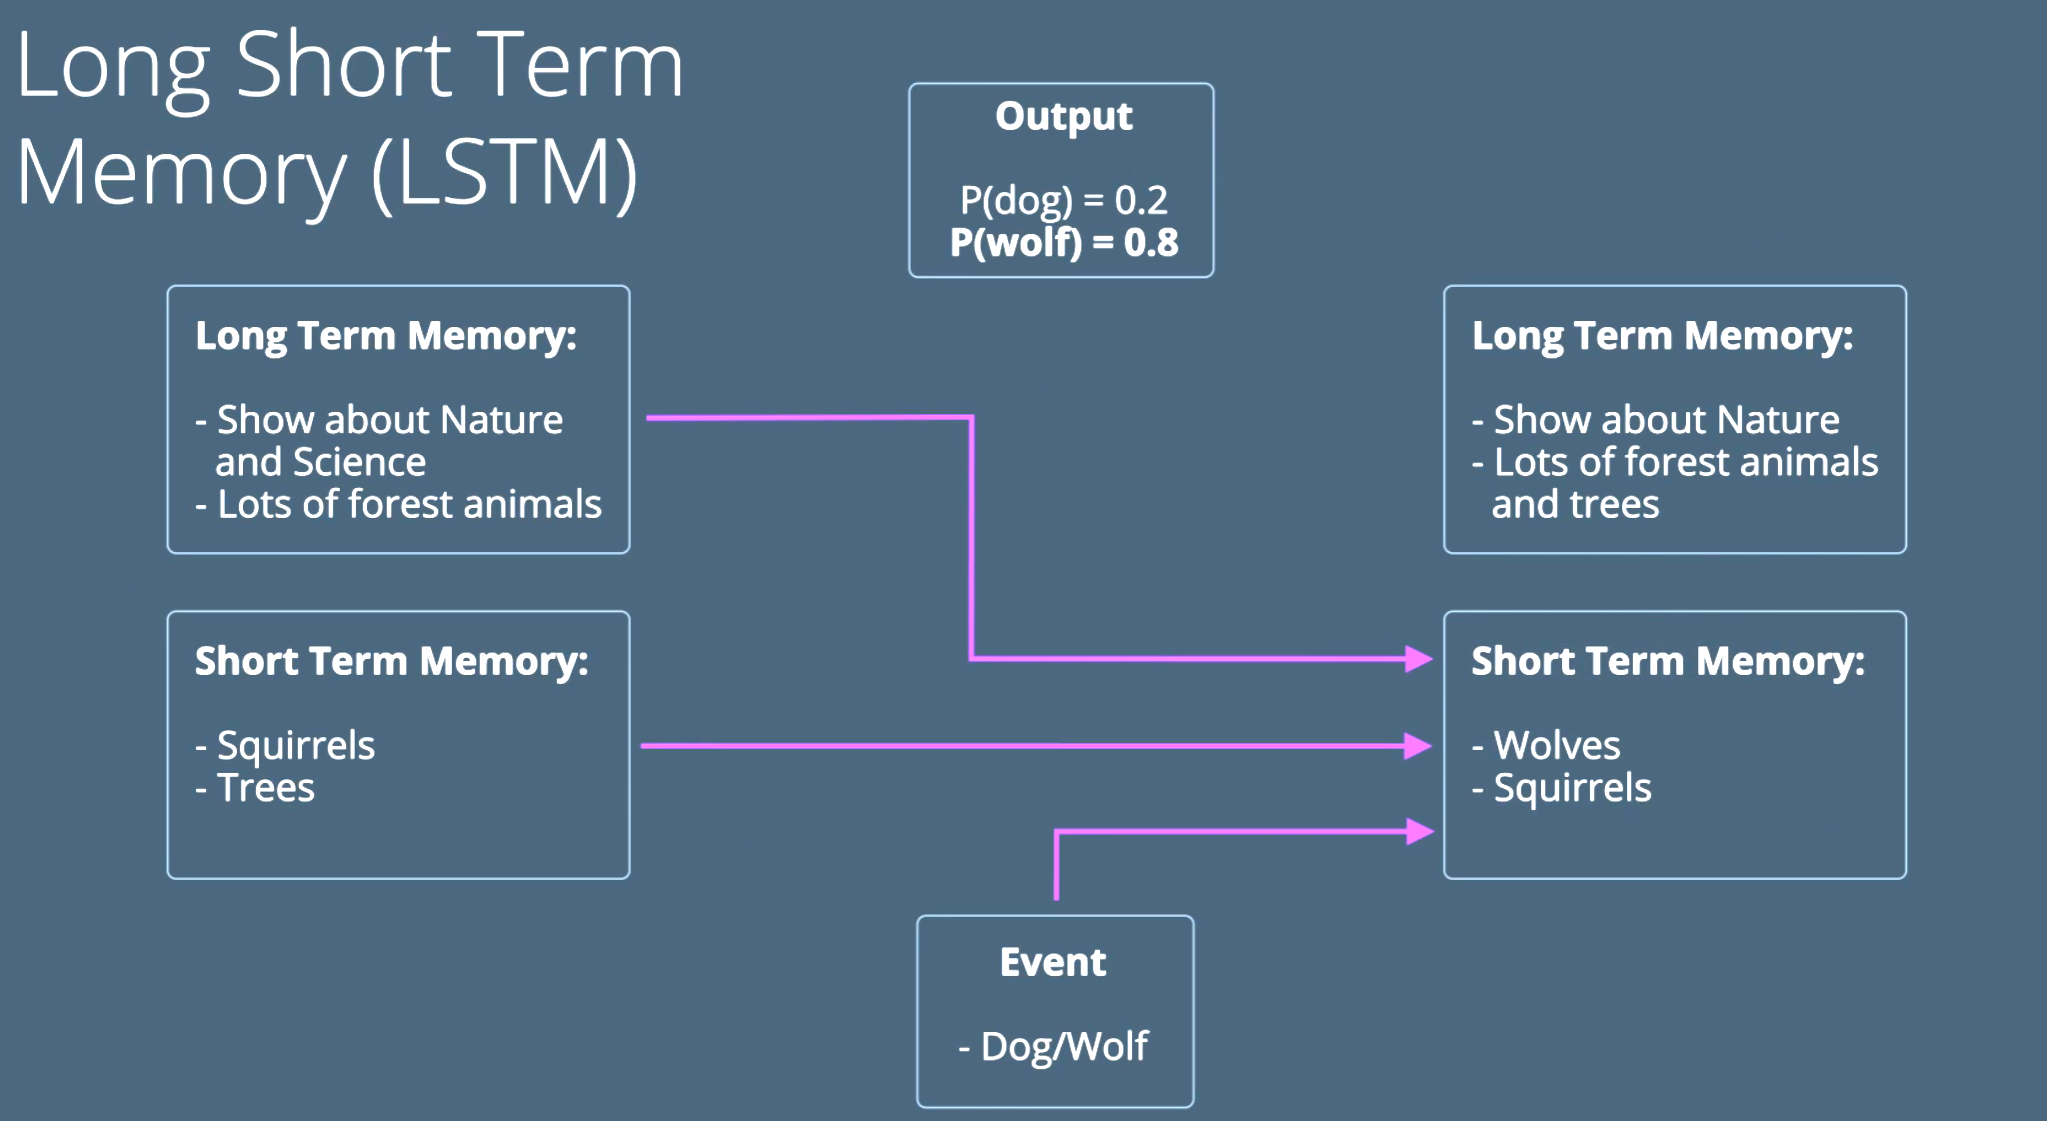 Long Short Term
Memory (LSTM)
Output
P(dog) = 0.2
P(wolf) = 0.8
Long Term Memory:
- Show about Nature
and Science
- Lots of forest animals
Long Term Memory:
- Show about Nature
- Lots of forest animals
and trees
Short Term Memory:
- Squirrels
- Trees
Short Term Memory:
- Wolves
- Squirrels
Event
- Dog/Wolf